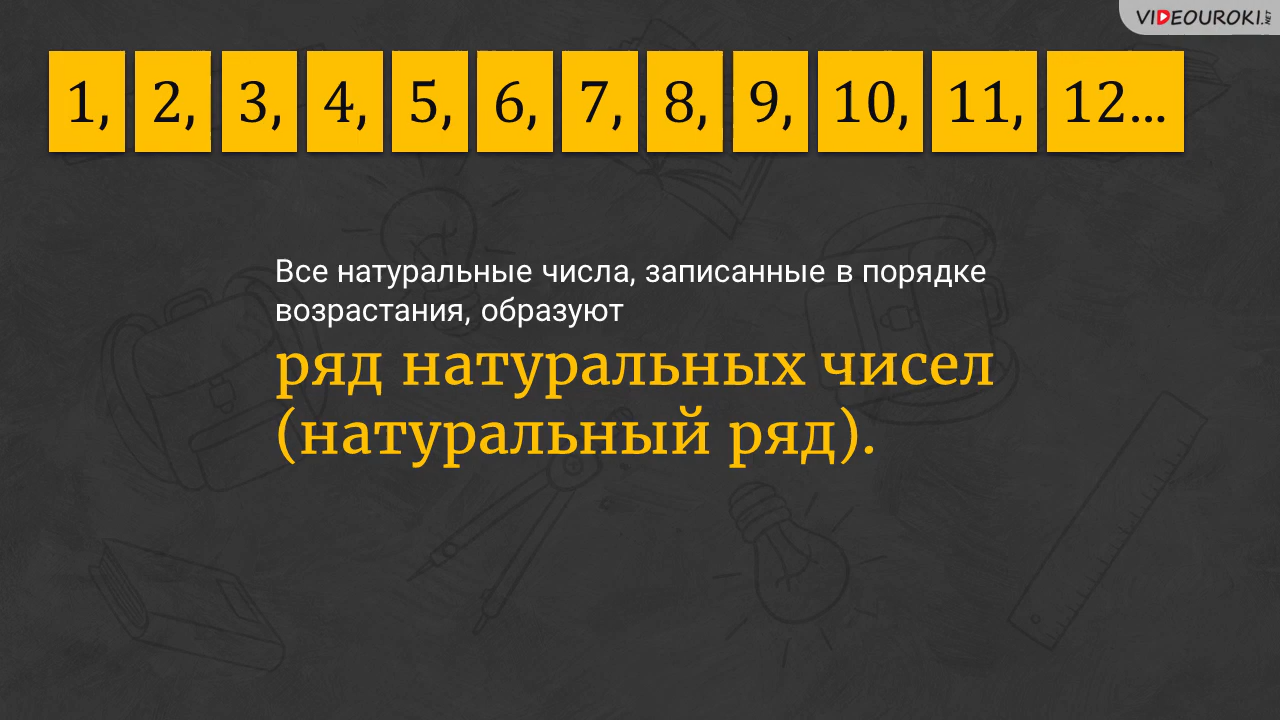 VIDEOUROKI.NET
1, 2, 3, 4, 5, 6, 7, 8, 9, 10, 11, 12...
Все натуральные числа, записанные в порядке
возрастания, образуют
ряд натуральных чисел
(натуральный ряд).